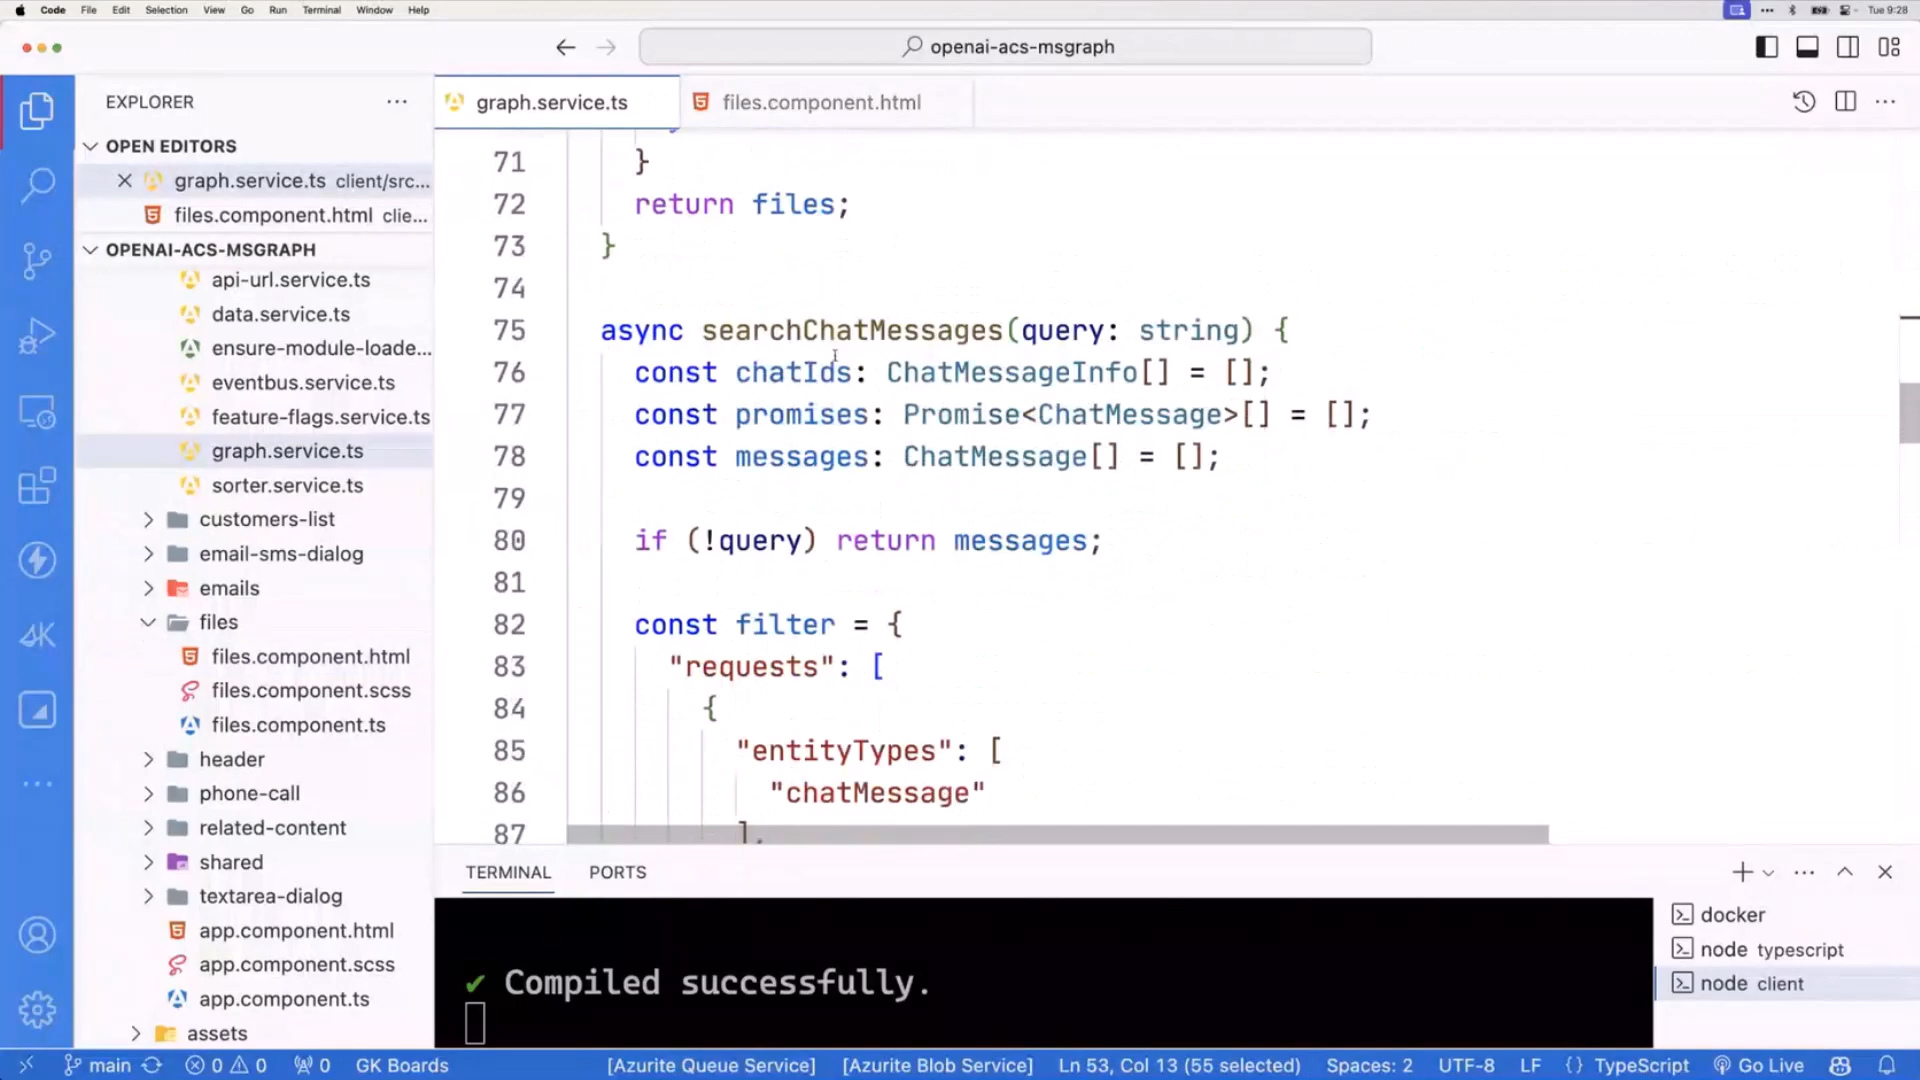 Code File Edit Selection View Go Run Terminal Window Help
Tue 9:28
openai-acs-msgraph
EXPLORER
OPEN EDITORS
graph.service.ts client/src...
files.component.html clie...
OPENAI-ACS-MSGRAPH
api-url.service.ts
data.service.ts
ensure-module-loade...
eventbus.service.ts
feature-flags.service.ts
graph.service.ts
sorter.service.ts
customers-list
email-sms-dialog
emails
files
files.component.html
files.component.scss
files.component.ts
header
phone-call
related-content
shared
textarea-dialog
app.component.html
app.component.scss
app.component.ts
assets
graph.service.ts files.component.html
71 }
72 return files;
73 }
74
75 async searchChatMessages(query: string) {
76 const chatIds: ChatMessageInfo[] = [];
77 const promises: Promise<ChatMessage>[] = [];
78 const messages: ChatMessage[] = [];
79
80 if (!query) return messages;
81
82 const filter = {
83 "requests": [
84 {
85 "entityTypes": [
86 "chatMessage"
87 ],
TERMINAL PORTS
✔ Compiled successfully.
docker
node typescript
node client
main 0 0 0 GK Boards [Azurite Queue Service] [Azurite Blob Service] Ln 53, Col 13 (55 selected) Spaces: 2 UTF-8 LF {} TypeScript Go Live